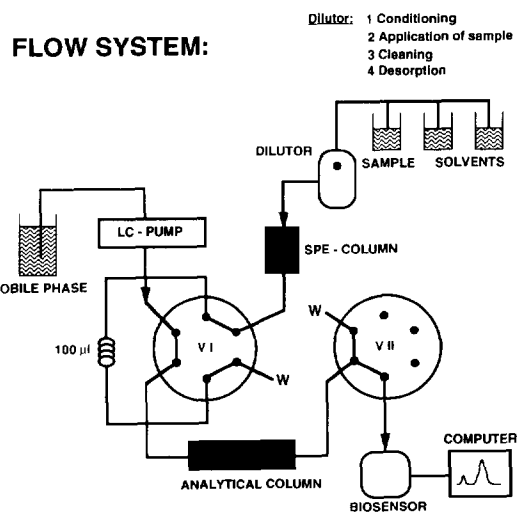 Dilutor: 1 Conditioning
2 Application of sample
3 Cleaning
4 Desorption
FLOW SYSTEM:
DILUTOR
SAMPLE SOLVENTS
LC - PUMP
SPE - COLUMN
OBILE PHASE
W
100 µl
V I
V II
W
COMPUTER
ANALYTICAL COLUMN
BIOSENSOR